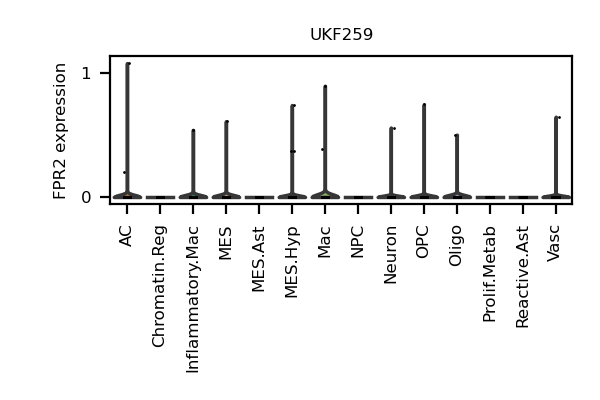 UKF259
FPR2 expression
1
0
AC
Chromatin.Reg
Inflammatory.Mac
MES
MES.Ast
MES.Hyp
Mac
NPC
Neuron
OPC
Oligo
Prolif.Metab
Reactive.Ast
Vasc